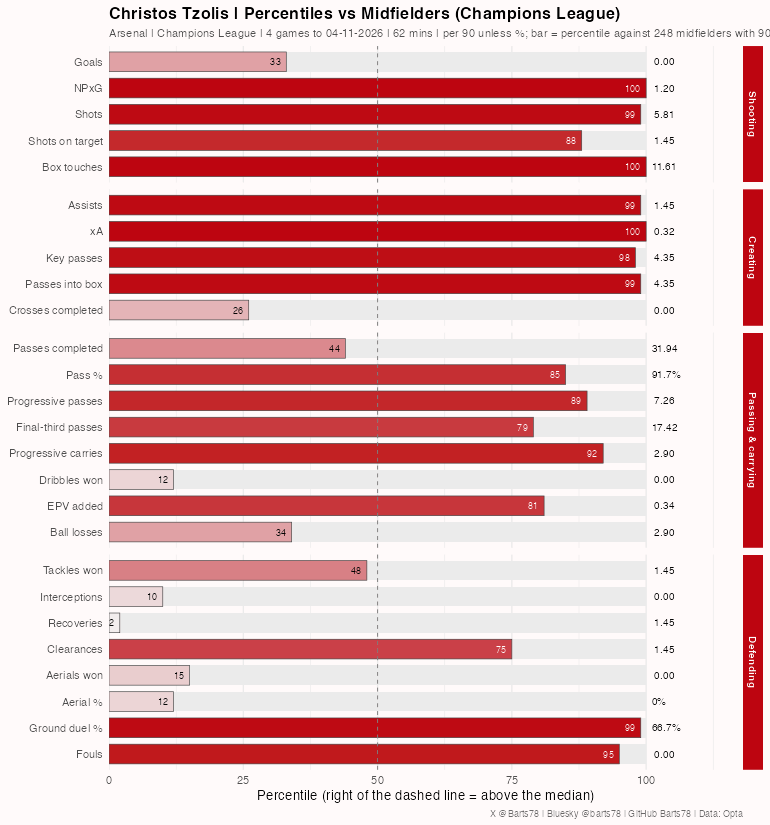 Christos Tzolis | Percentiles vs Midfielders (Champions League)
Arsenal | Champions League | 4 games to 04-11-2026 | 62 mins | per 90 unless %; bar = percentile against 248 midfielders with 90
Goals 33 0.00
NPxG 100 1.20
Shots 99 5.81
Shots on target 88 1.45
Box touches 100 11.61
Shooting
Assists 99 1.45
xA 100 0.32
Key passes 98 4.35
Passes into box 99 4.35
Crosses completed 26 0.00
Creating
Passes completed 44 31.94
Pass % 85 91.7%
Progressive passes 89 7.26
Final-third passes 79 17.42
Progressive carries 92 2.90
Dribbles won 12 0.00
EPV added 81 0.34
Ball losses 34 2.90
Passing & carrying
Tackles won 48 1.45
Interceptions 10 0.00
Recoveries 2 1.45
Clearances 75 1.45
Aerials won 15 0.00
Aerial % 12 0%
Ground duel % 99 66.7%
Fouls 95 0.00
Defending
0 25 50 75 100
Percentile (right of the dashed line = above the median)
X @Barts78 | Bluesky @barts78 | GitHub Barts78 | Data: Opta